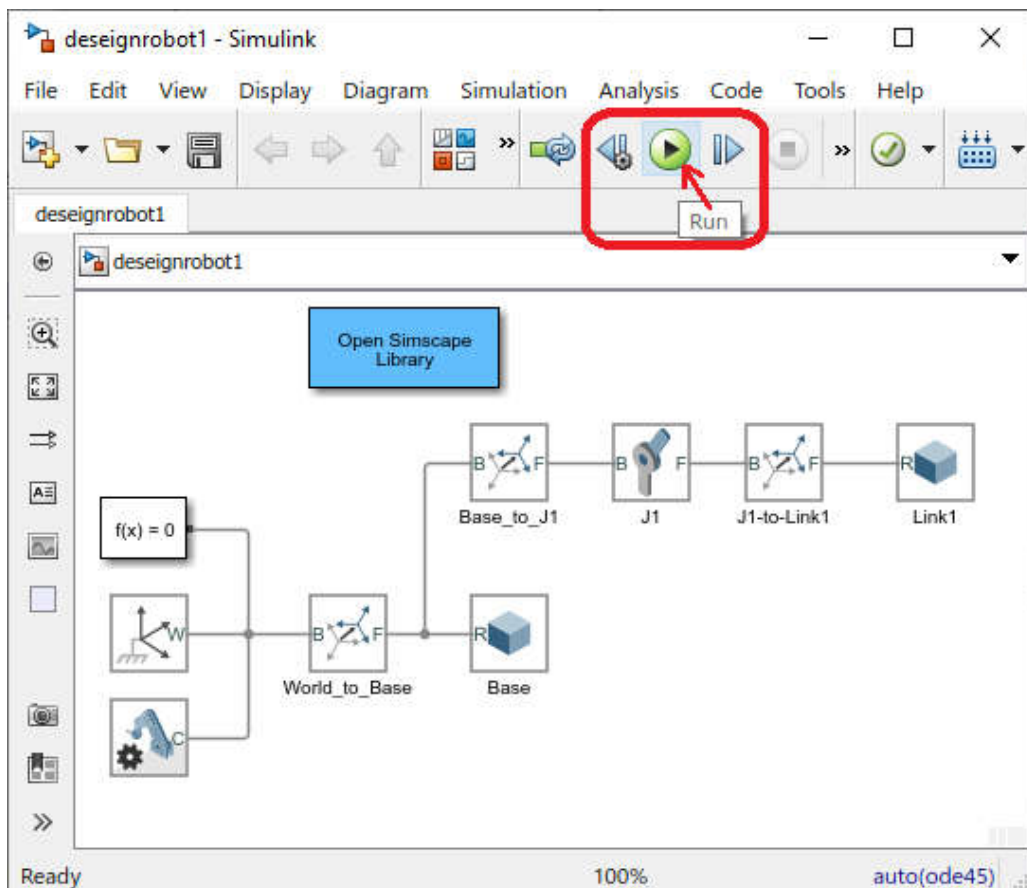 deseignrobot1 - Simulink
File Edit View Display Diagram Simulation Analysis Code Tools Help
Run
deseignrobot1
deseignrobot1
Open Simscape
Library
B F
B F
B F
R
Base_to_J1
J1
J1-to-Link1
Link1
f(x) = 0
W
B F
R
World_to_Base
Base
C
Ready
100%
auto(ode45)